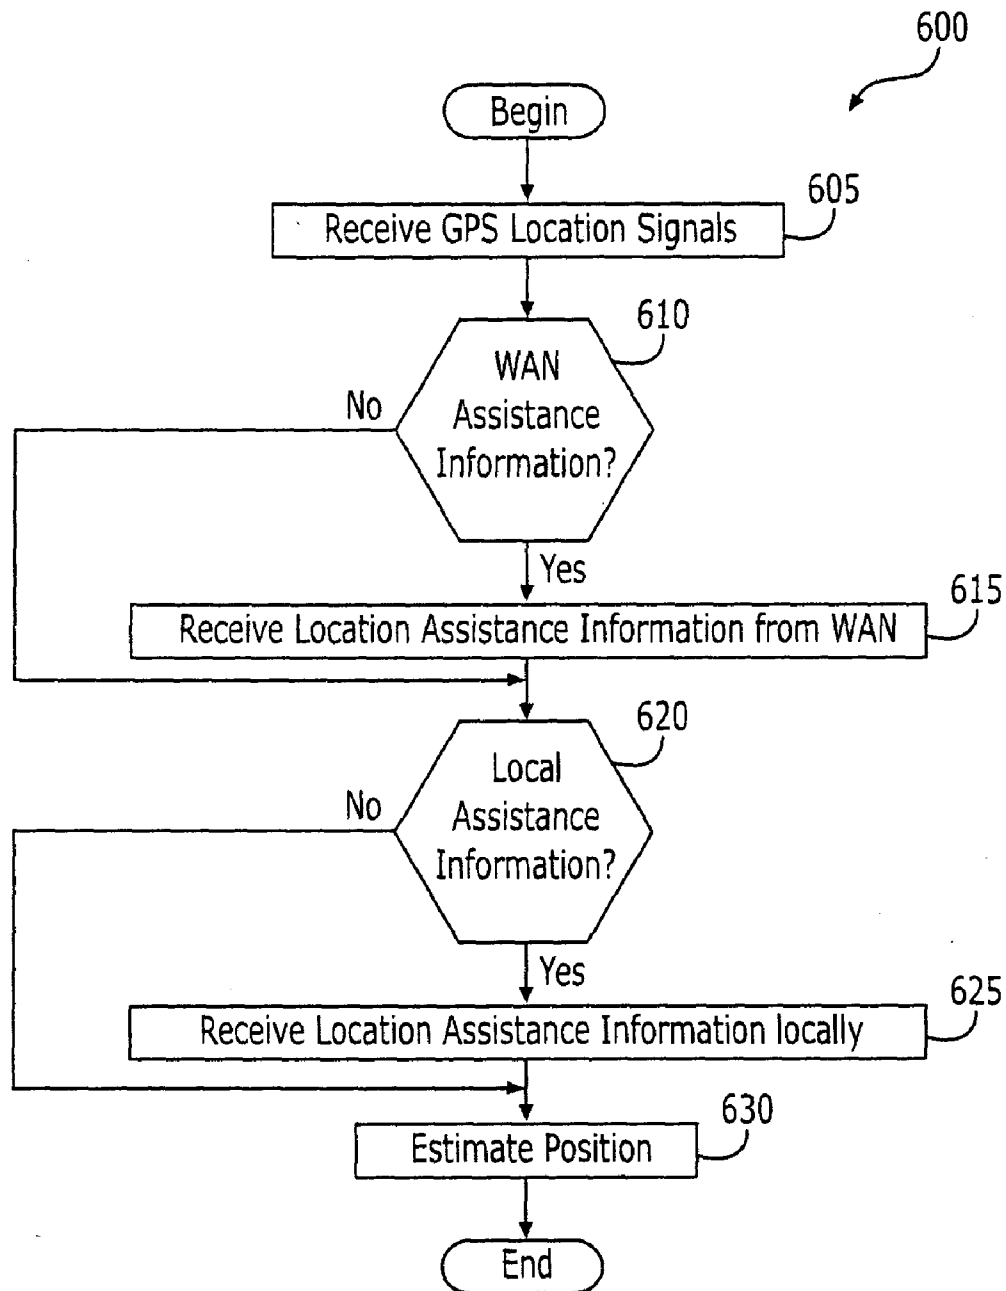 600
Begin
605
Receive GPS Location Signals
610
WAN
Assistance
Information?
No
Yes
615
Receive Location Assistance Information from WAN
620
Local
Assistance
Information?
No
Yes
625
Receive Location Assistance Information locally
630
Estimate Position
End